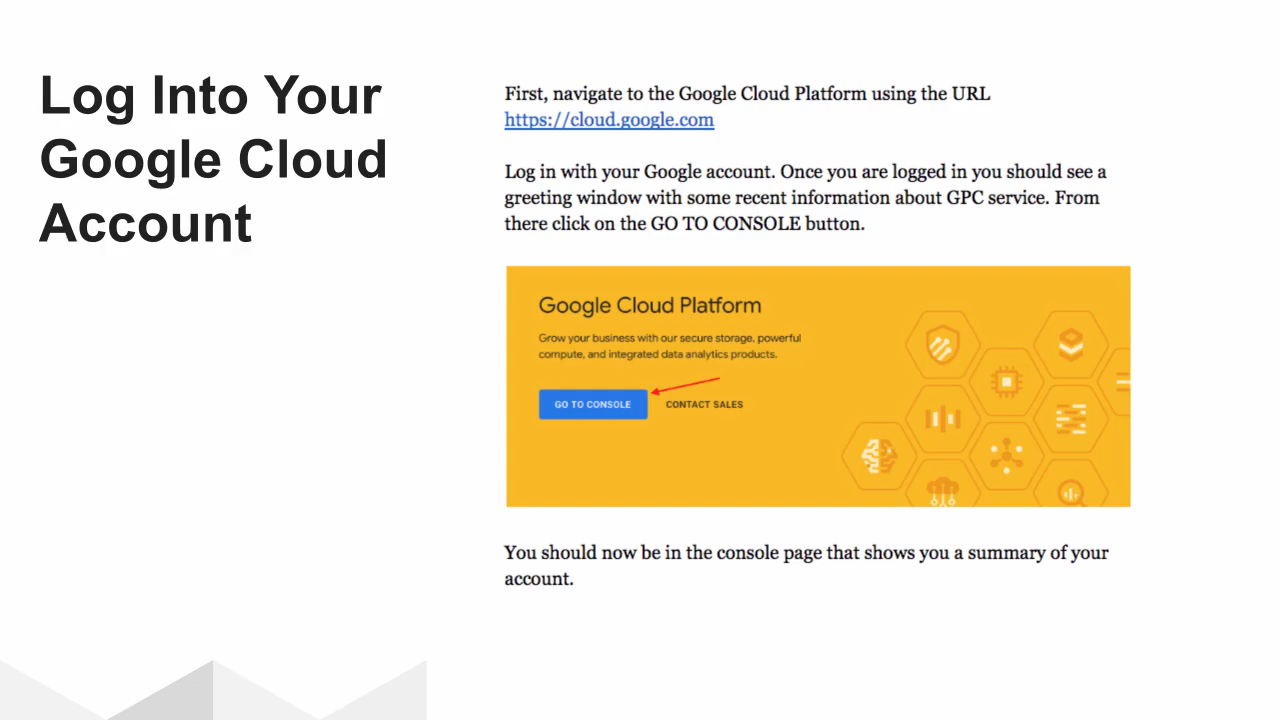 Log Into Your
Google Cloud
Account
First, navigate to the Google Cloud Platform using the URL
https://cloud.google.com
Log in with your Google account. Once you are logged in you should see a
greeting window with some recent information about GPC service. From
there click on the GO TO CONSOLE button.
Google Cloud Platform
Grow your business with our secure storage, powerful
compute, and integrated data analytics products.
GO TO CONSOLE
CONTACT SALES
You should now be in the console page that shows you a summary of your
account.